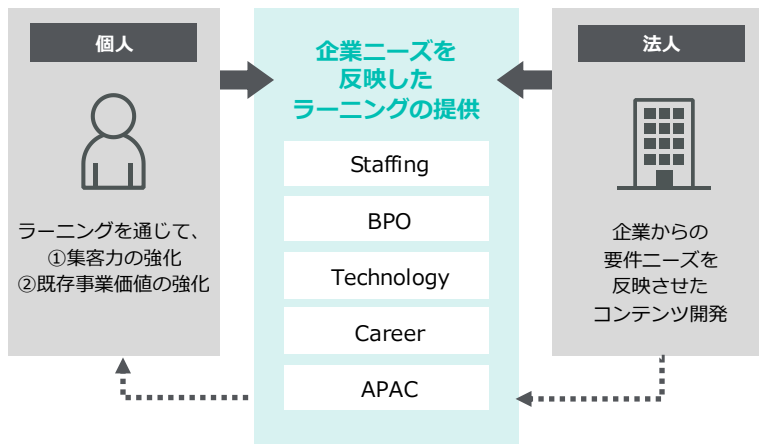 個人
ラーニングを通じて、
①集客力の強化
②既存事業価値の強化
企業ニーズを
反映した
ラーニングの提供
Staffing
BPO
Technology
Career
APAC
法人
企業からの
要件ニーズを
反映させた
コンテンツ開発